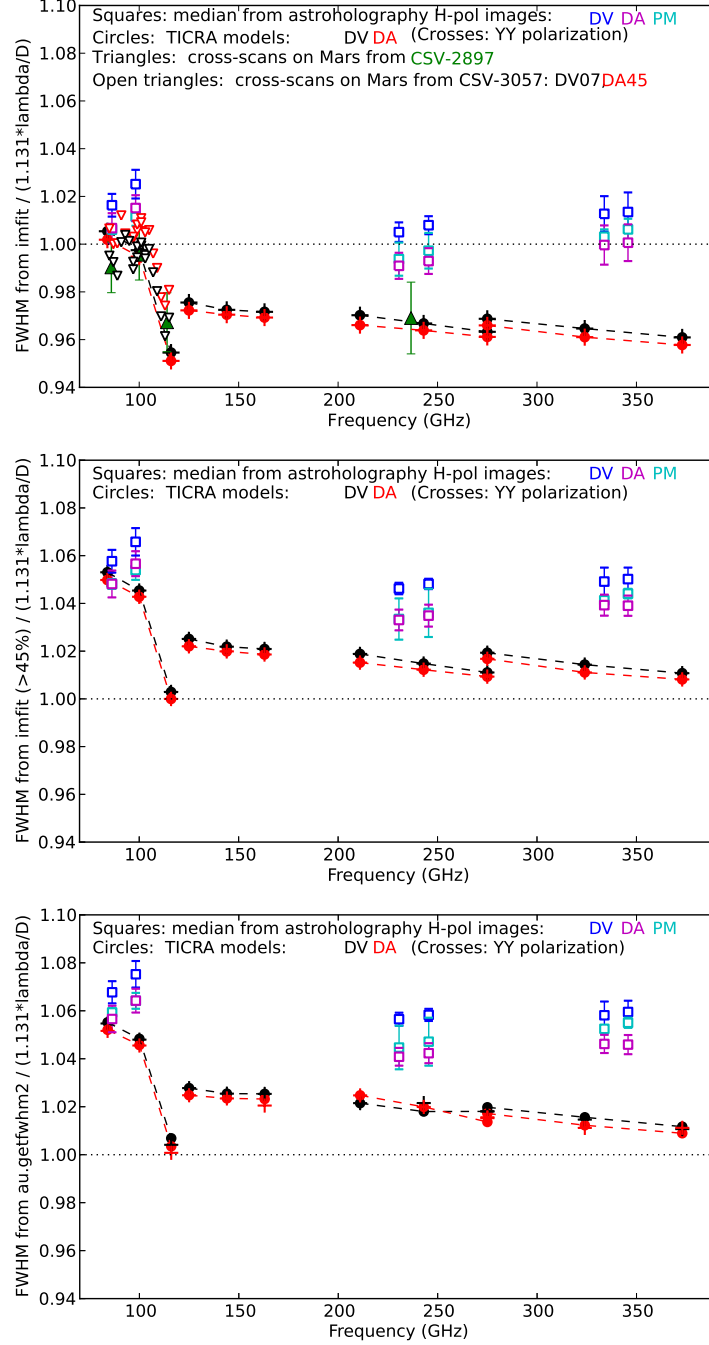 Squares: median from astroholography H-pol images: DV DA PM
Circles: TICRA models: DV DA (Crosses: YY polarization)
Triangles: cross-scans on Mars from CSV-2897
Open triangles: cross-scans on Mars from CSV-3057: DV07, DA45
FWHM from imfit / (1.131*lambda/D)
1.10
1.08
1.06
1.04
1.02
1.00
0.98
0.96
0.94
100 150 200 250 300 350
Frequency (GHz)
Squares: median from astroholography H-pol images: DV DA PM
Circles: TICRA models: DV DA (Crosses: YY polarization)
FWHM from imfit (>45%) / (1.131*lambda/D)
1.10
1.08
1.06
1.04
1.02
1.00
0.98
0.96
0.94
100 150 200 250 300 350
Frequency (GHz)
Squares: median from astroholography H-pol images: DV DA PM
Circles: TICRA models: DV DA (Crosses: YY polarization)
FWHM from au.getfwhm2 / (1.131*lambda/D)
1.10
1.08
1.06
1.04
1.02
1.00
0.98
0.96
0.94
100 150 200 250 300 350
Frequency (GHz)